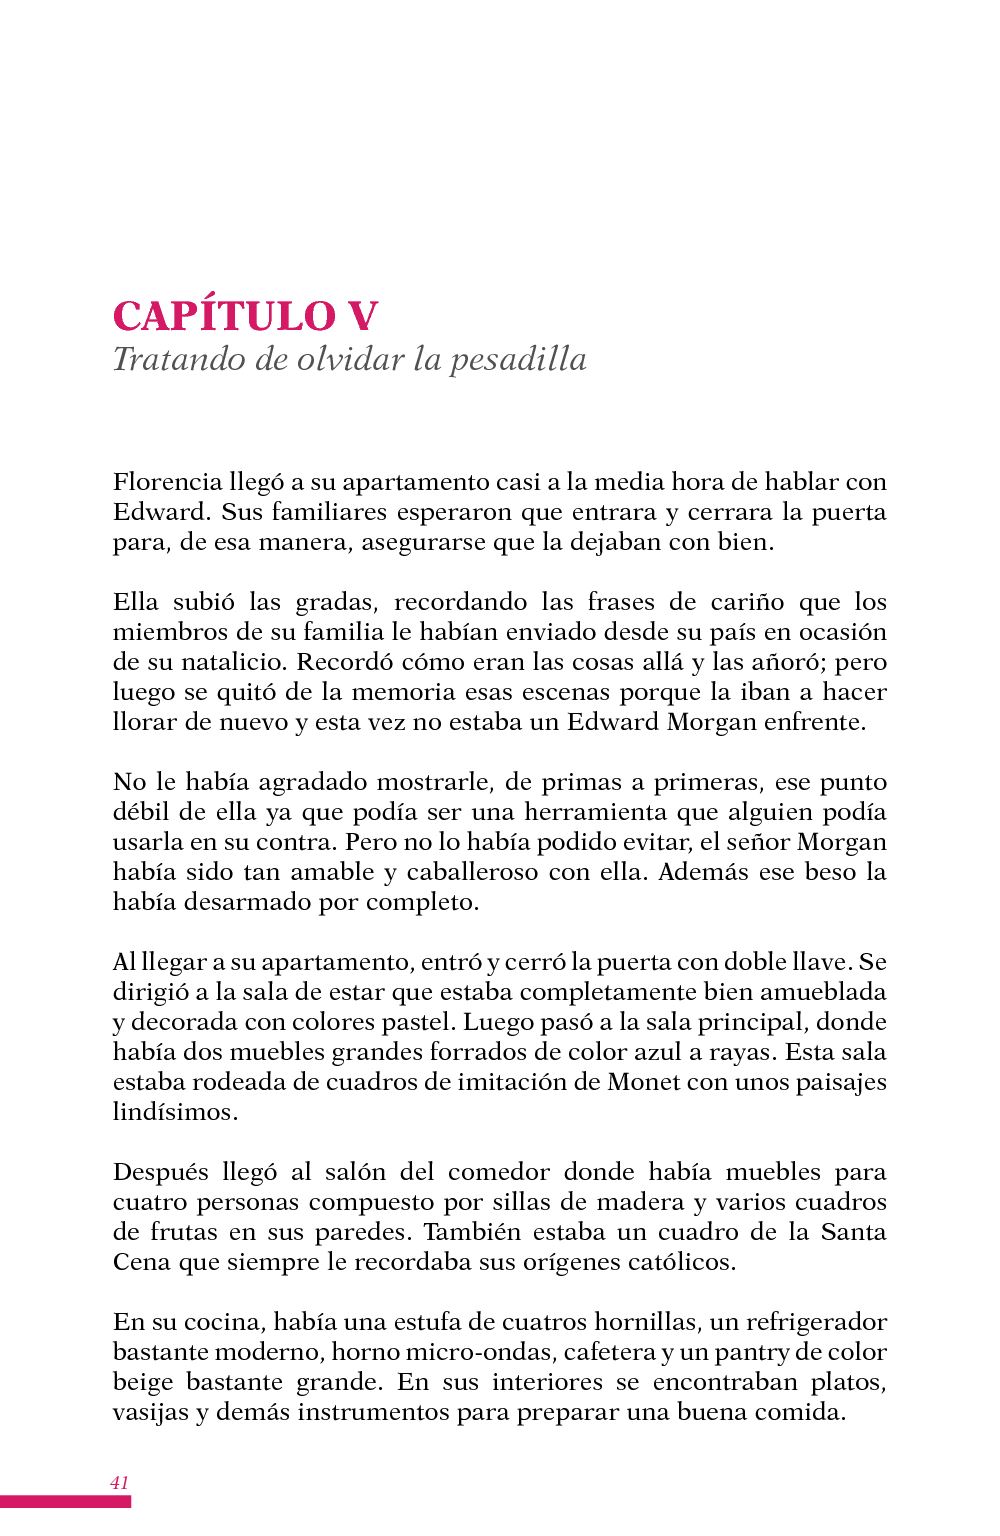 CAPÍTULO V
Tratando de olvidar la pesadilla
Florencia llegó a su apartamento casi a la media hora de hablar con
Edward. Sus familiares esperaron que entrara y cerrara la puerta
para, de esa manera, asegurarse que la dejaban con bien.
Ella subió las gradas, recordando las frases de cariño que los
miembros de su familia le habían enviado desde su país en ocasión
de su natalicio. Recordó cómo eran las cosas allá y las añoró; pero
luego se quitó de la memoria esas escenas porque la iban a hacer
llorar de nuevo y esta vez no estaba un Edward Morgan enfrente.
No le había agradado mostrarle, de primas a primeras, ese punto
débil de ella ya que podía ser una herramienta que alguien podía
usarla en su contra. Pero no lo había podido evitar, el señor Morgan
había sido tan amable y caballeroso con ella. Además ese beso la
había desarmado por completo.
Al llegar a su apartamento, entró y cerró la puerta con doble llave. Se
dirigió a la sala de estar que estaba completamente bien amueblada
y decorada con colores pastel. Luego pasó a la sala principal, donde
había dos muebles grandes forrados de color azul a rayas. Esta sala
estaba rodeada de cuadros de imitación de Monet con unos paisajes
lindísimos.
Después llegó al salón del comedor donde había muebles para
cuatro personas compuesto por sillas de madera y varios cuadros
de frutas en sus paredes. También estaba un cuadro de la Santa
Cena que siempre le recordaba sus orígenes católicos.
En su cocina, había una estufa de cuatros hornillas, un refrigerador
bastante moderno, horno micro-ondas, cafetera y un pantry de color
beige bastante grande. En sus interiores se encontraban platos,
vasijas y demás instrumentos para preparar una buena comida.
41